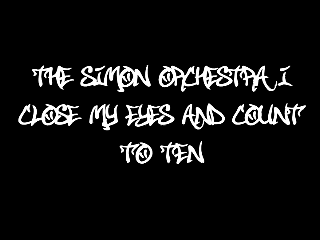 THE SIMON ORCHESTRA,I
CLOSE MY EYES AND COUNT
TO TEN